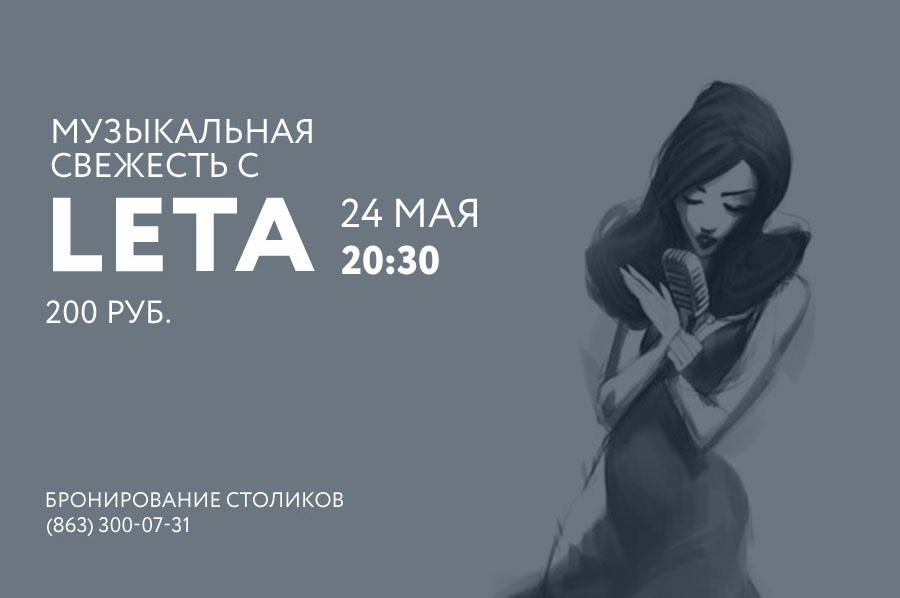 МУЗЫКАЛЬНАЯ
СВЕЖЕСТЬ С
LETA
24 МАЯ
20:30
200 РУБ.
БРОНИРОВАНИЕ СТОЛИКОВ
(863) 300-07-31